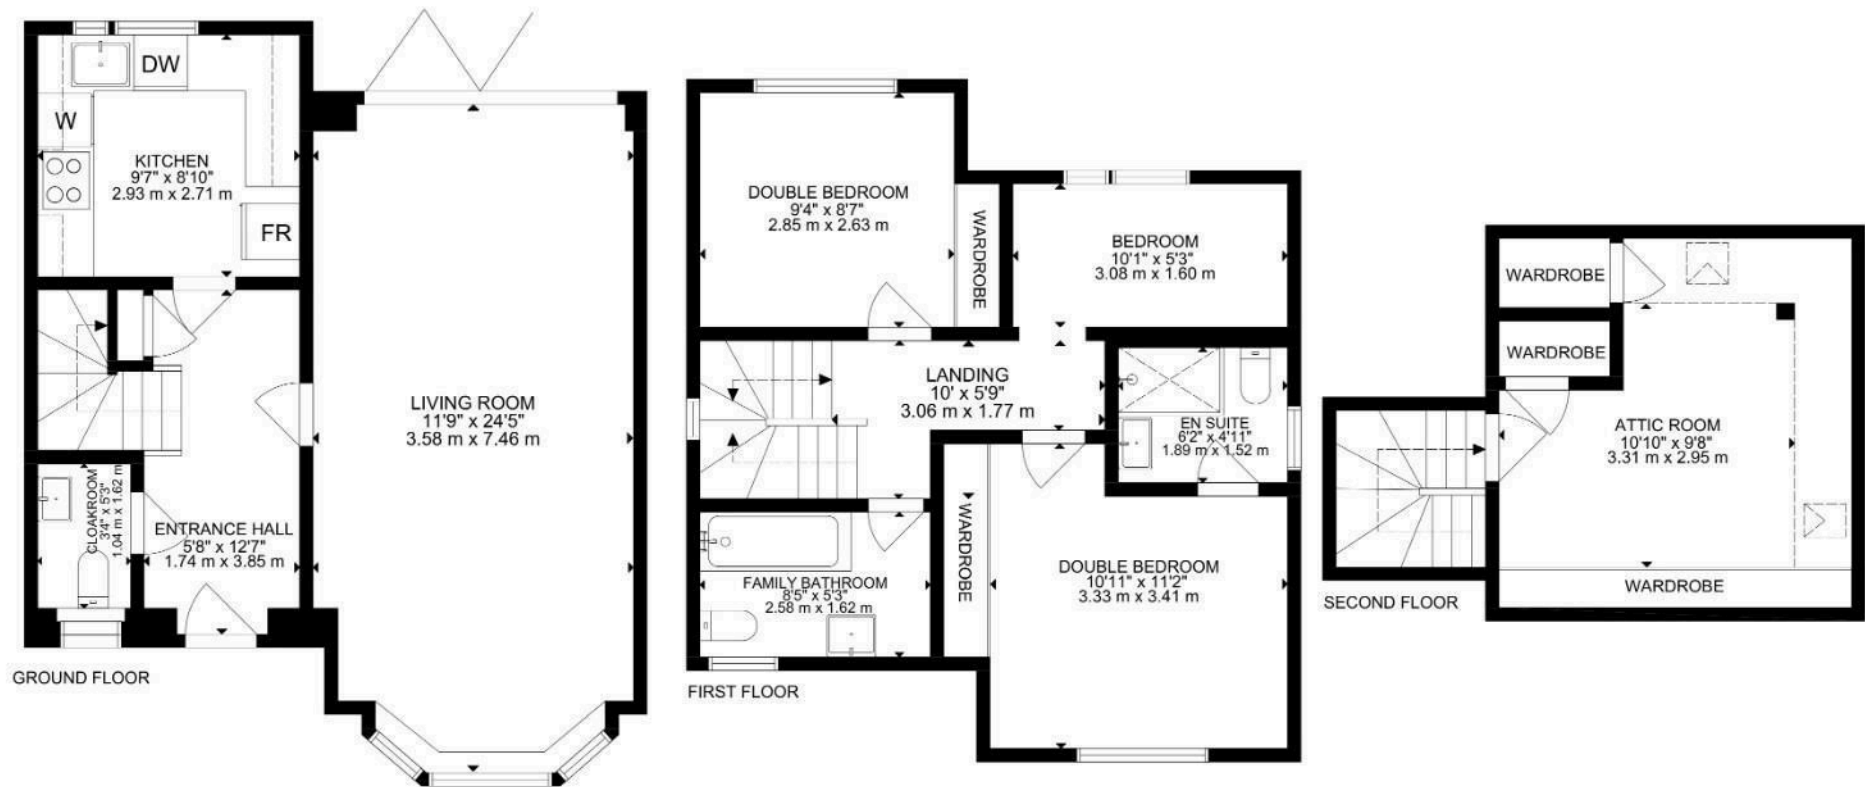 DW
W
KITCHEN
9'7" x 8'10"
2.93 m x 2.71 m
FR
LIVING ROOM
11'9" x 24'5"
3.58 m x 7.46 m
CLOAKROOM
3'4" x 5'3"
1.04 m x 1.62 m
ENTRANCE HALL
5'8" x 12'7"
1.74 m x 3.85 m
GROUND FLOOR
DOUBLE BEDROOM
9'4" x 8'7"
2.85 m x 2.63 m
WARDROBE
BEDROOM
10'1" x 5'3"
3.08 m x 1.60 m
LANDING
10' x 5'9"
3.06 m x 1.77 m
EN SUITE
6'2" x 4'11"
1.89 m x 1.52 m
WARDROBE
FAMILY BATHROOM
8'5" x 5'3"
2.58 m x 1.62 m
DOUBLE BEDROOM
10'11" x 11'2"
3.33 m x 3.41 m
FIRST FLOOR
WARDROBE
WARDROBE
ATTIC ROOM
10'10" x 9'8"
3.31 m x 2.95 m
WARDROBE
SECOND FLOOR